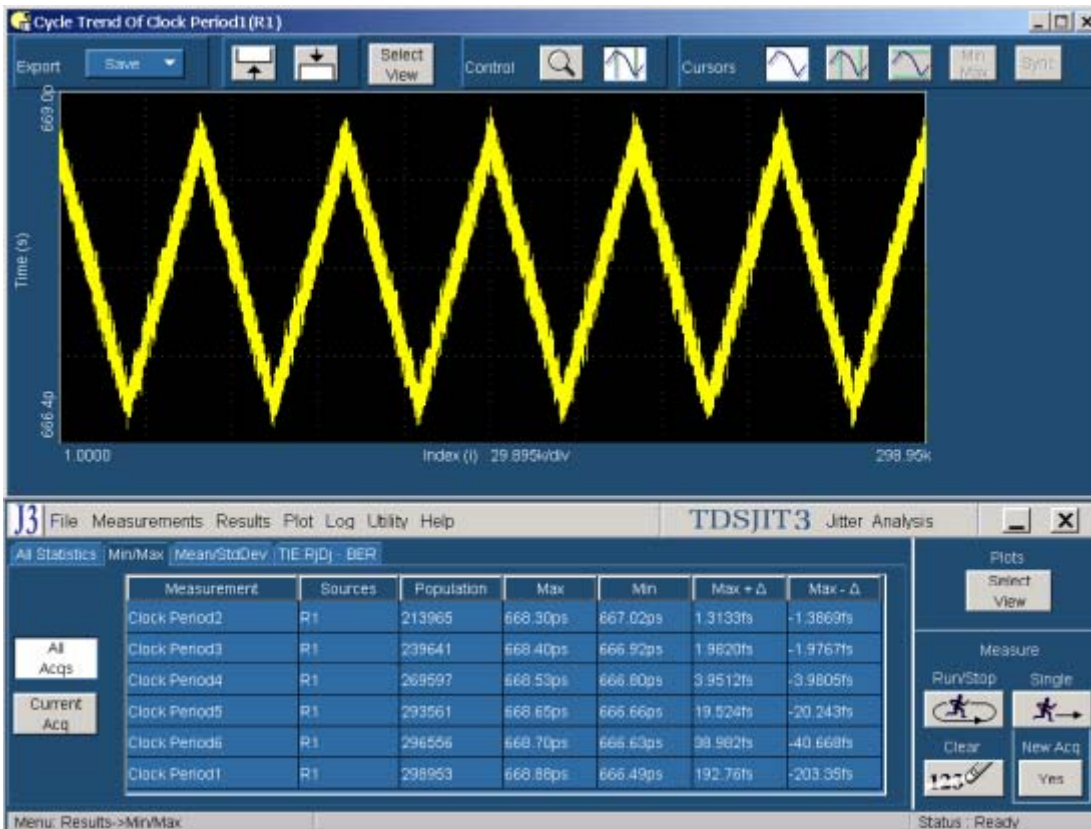 Cycle Trend Of Clock Period1(R1)
Export Save Select View Control Cursors Min Max Sync
669.0p
Time (s)
666.4p
1.0000 Index (i) 29.895k/div 298.95k
J3 File Measurements Results Plot Log Utility Help TDSJIT3 Jitter Analysis
All Statistics Min/Max Mean/StdDev TIE:RjDj - BER
Plots
Select View
Measurement Sources Population Max Min Max + Δ Max - Δ
Clock Period2 R1 213965 668.30ps 667.02ps 1.3133fs -1.3869fs
Clock Period3 R1 239641 668.40ps 666.92ps 1.9820fs -1.9767fs
Clock Period4 R1 269597 668.53ps 666.80ps 3.9512fs -3.9805fs
Clock Period5 R1 293561 668.65ps 666.66ps 19.524fs -20.243fs
Clock Period6 R1 296556 668.70ps 666.63ps 38.982fs -40.668fs
Clock Period1 R1 298953 668.88ps 666.49ps 192.76fs -203.35fs
All Acqs
Current Acq
Measure
Run/Stop Single
Clear New Acq
123 Yes
Menu: Results->Min/Max Status : Ready